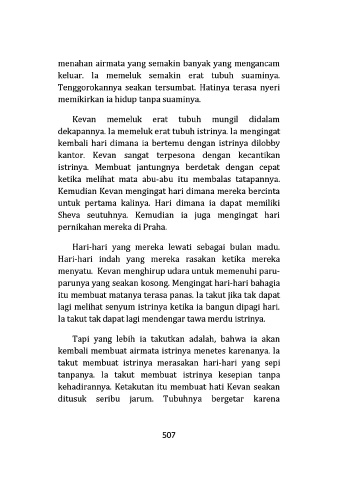 menahan airmata yang semakin banyak yang mengancam
keluar. Ia memeluk semakin erat tubuh suaminya.
Tenggorokannya seakan tersumbat. Hatinya terasa nyeri
memikirkan ia hidup tanpa suaminya.
Kevan memeluk erat tubuh mungil didalam
dekapannya. Ia memeluk erat tubuh istrinya. Ia mengingat
kembali hari dimana ia bertemu dengan istrinya dilobby
kantor. Kevan sangat terpesona dengan kecantikan
istrinya. Membuat jantungnya berdetak dengan cepat
ketika melihat mata abu-abu itu membalas tatapannya.
Kemudian Kevan mengingat hari dimana mereka bercinta
untuk pertama kalinya. Hari dimana ia dapat memiliki
Sheva seutuhnya. Kemudian ia juga mengingat hari
pernikahan mereka di Praha.
Hari-hari yang mereka lewati sebagai bulan madu.
Hari-hari indah yang mereka rasakan ketika mereka
menyatu. Kevan menghirup udara untuk memenuhi paru-
parunya yang seakan kosong. Mengingat hari-hari bahagia
itu membuat matanya terasa panas. Ia takut jika tak dapat
lagi melihat senyum istrinya ketika ia bangun dipagi hari.
Ia takut tak dapat lagi mendengar tawa merdu istrinya.
Tapi yang lebih ia takutkan adalah, bahwa ia akan
kembali membuat airmata istrinya menetes karenanya. Ia
takut membuat istrinya merasakan hari-hari yang sepi
tanpanya. Ia takut membuat istrinya kesepian tanpa
kehadirannya. Ketakutan itu membuat hati Kevan seakan
ditusuk seribu jarum. Tubuhnya bergetar karena
507